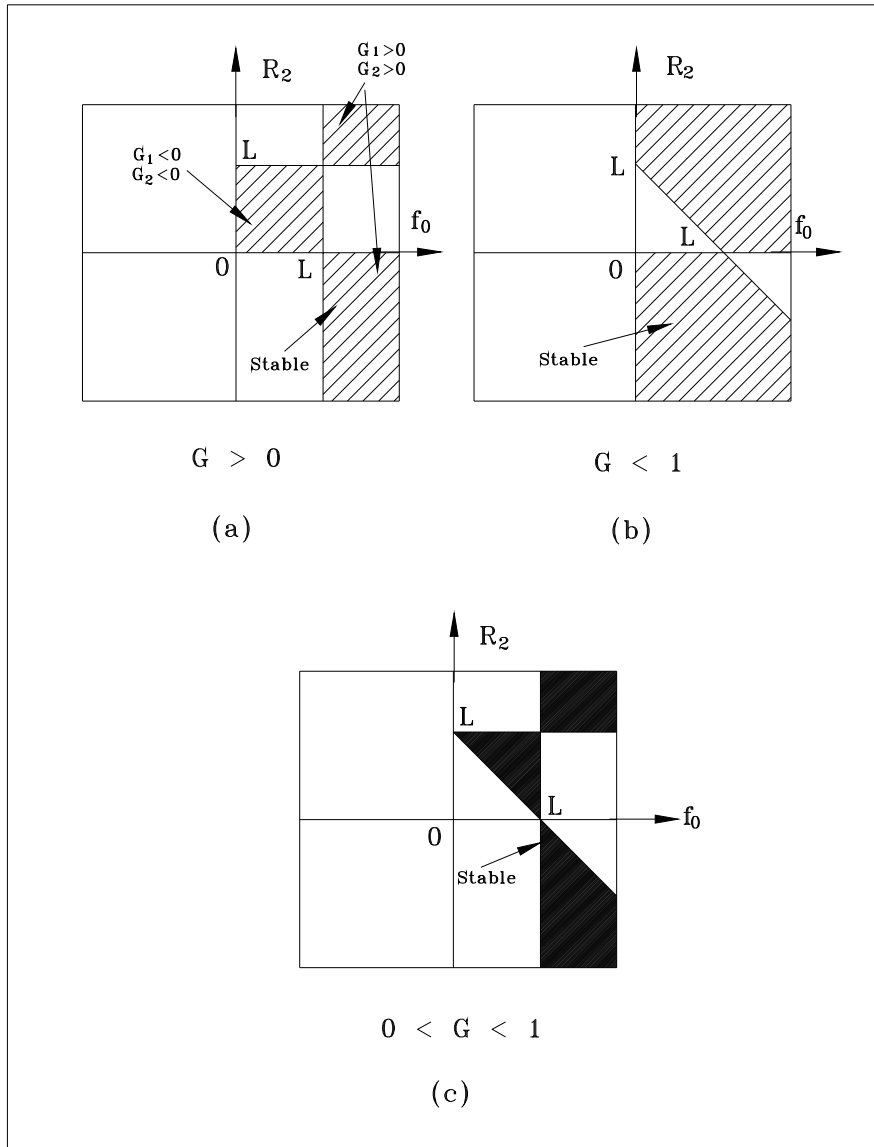 G1>0
G2>0
R2
G1<0
G2<0
L
f0
0
L
Stable
G > 0
(a)
R2
L
L
f0
0
Stable
G < 1
(b)
R2
L
L
f0
0
Stable
0 < G < 1
(c)